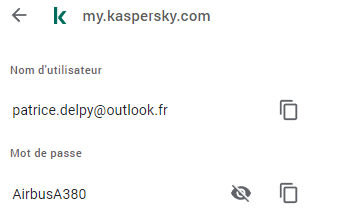 my.kaspersky.com
Nom d'utilisateur
patrice.delpy@outlook.fr
Mot de passe
AirbusA380